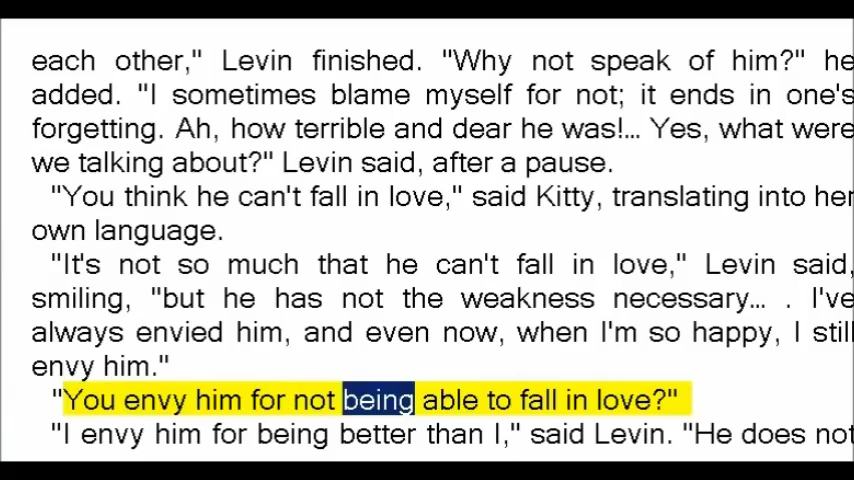 each other," Levin finished. "Why not speak of him?" he
added. "I sometimes blame myself for not; it ends in one's
forgetting. Ah, how terrible and dear he was!... Yes, what were
we talking about?" Levin said, after a pause.
"You think he can't fall in love," said Kitty, translating into her
own language.
"It's not so much that he can't fall in love," Levin said,
smiling, "but he has not the weakness necessary... . I've
always envied him, and even now, when I'm so happy, I still
envy him."
"You envy him for not being able to fall in love?"
"I envy him for being better than I," said Levin. "He does not